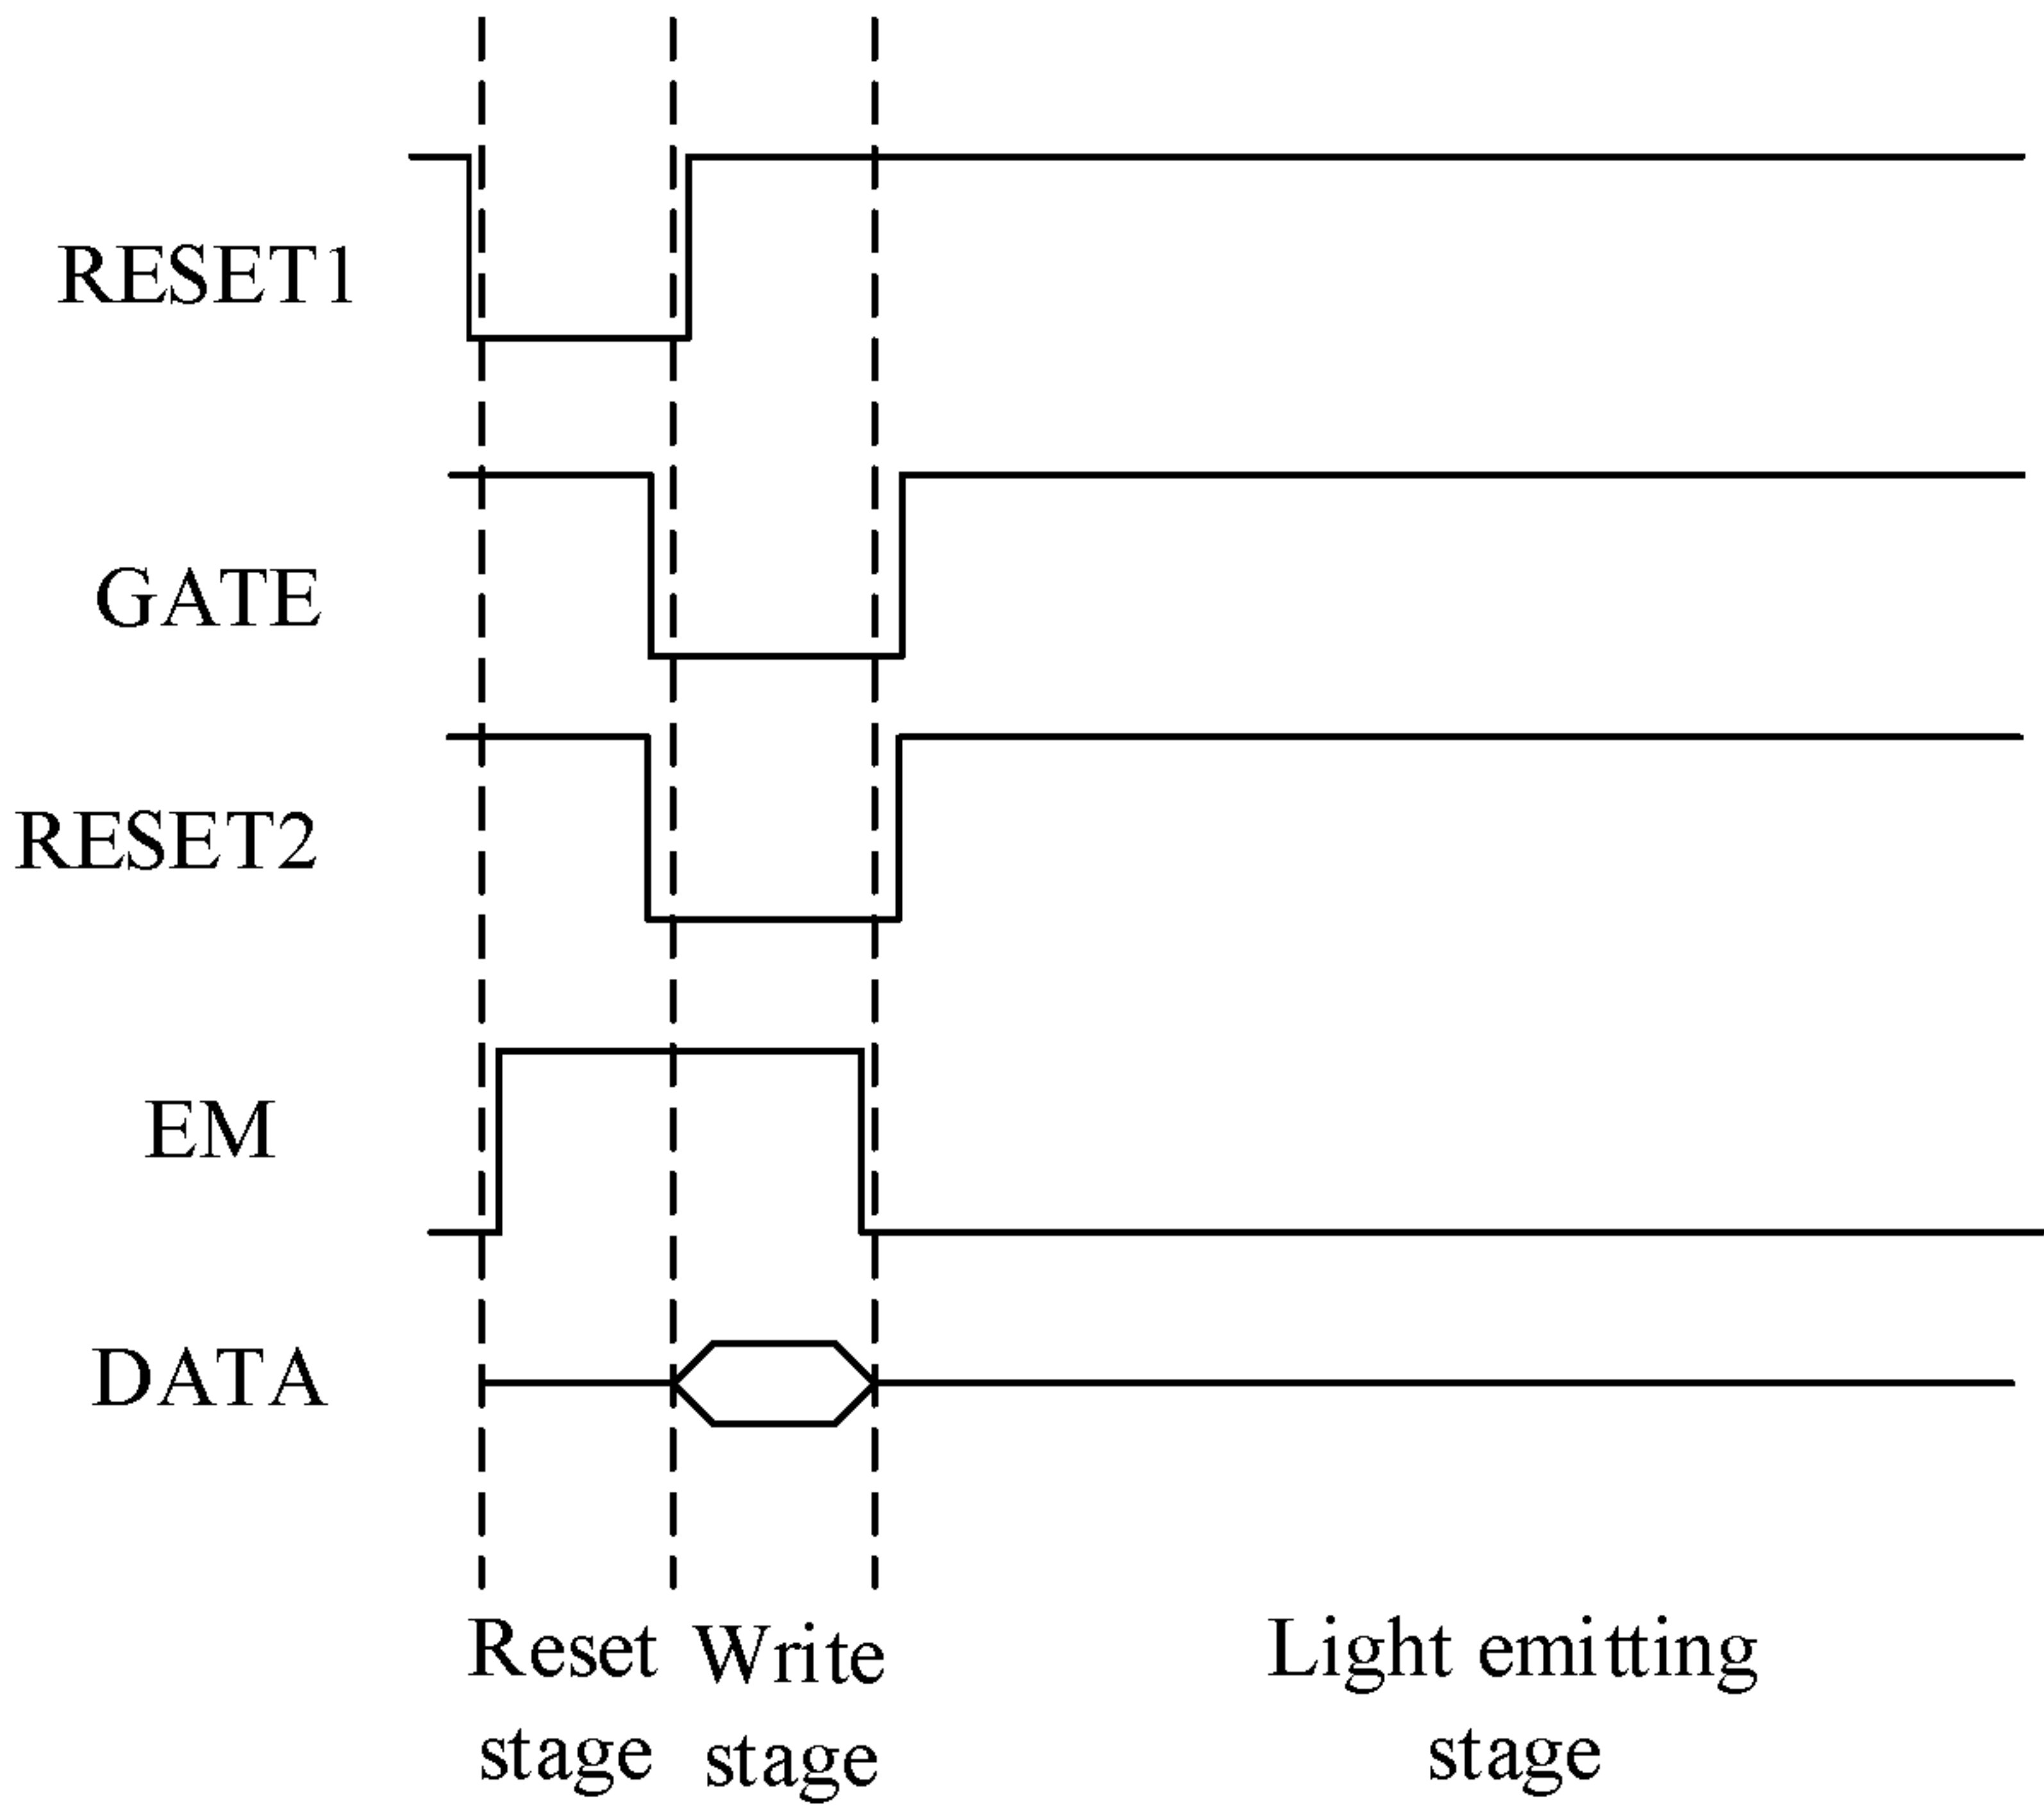 RESET1
GATE
RESET2
EM
DATA
Reset stage
Write stage
Light emitting stage